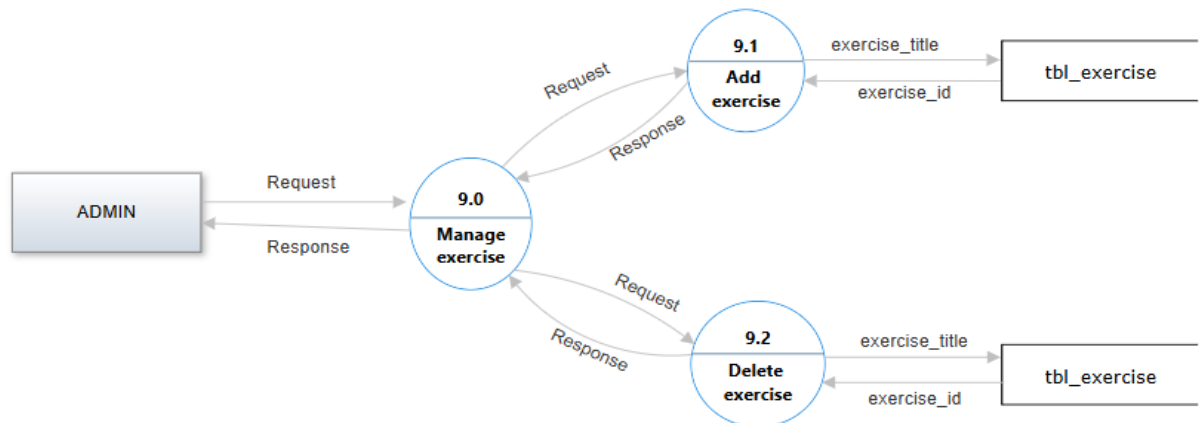 ADMIN
Request
Response
9.0
Manage
exercise
Request
Response
9.1
Add
exercise
exercise_title
exercise_id
tbl_exercise
Request
Response
9.2
Delete
exercise
exercise_title
exercise_id
tbl_exercise